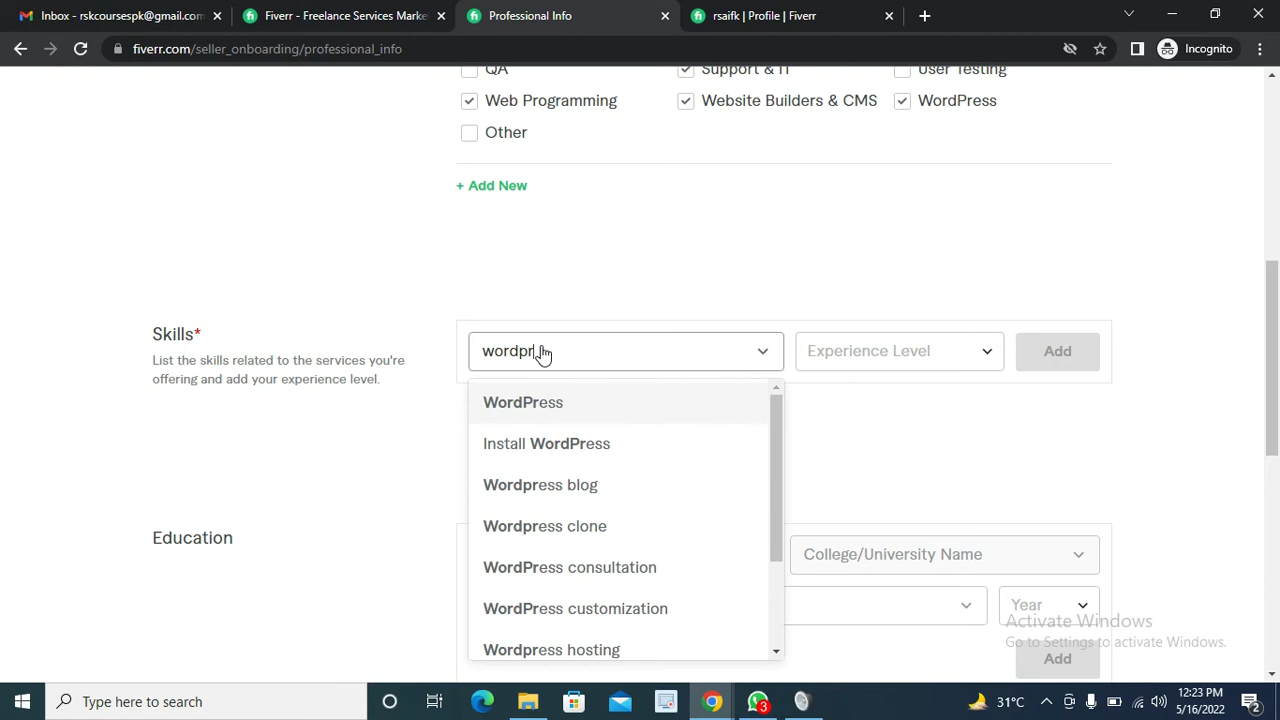 Inbox - rskcoursespk@gmail.com
Fiverr - Freelance Services Marke
Professional Info
rsaifk | Profile | Fiverr
fiverr.com/seller_onboarding/professional_info
Incognito
QA
Support & IT
User Testing
Web Programming
Website Builders & CMS
WordPress
Other
+ Add New
Skills*
List the skills related to the services you're
offering and add your experience level.
wordpr
Experience Level
Add
WordPress
Install WordPress
Wordpress blog
Wordpress clone
WordPress consultation
WordPress customization
Wordpress hosting
Education
College/University Name
Year
Add
Activate Windows
Go to Settings to activate Windows.
Type here to search
3
31°C
12:23 PM
5/16/2022
2